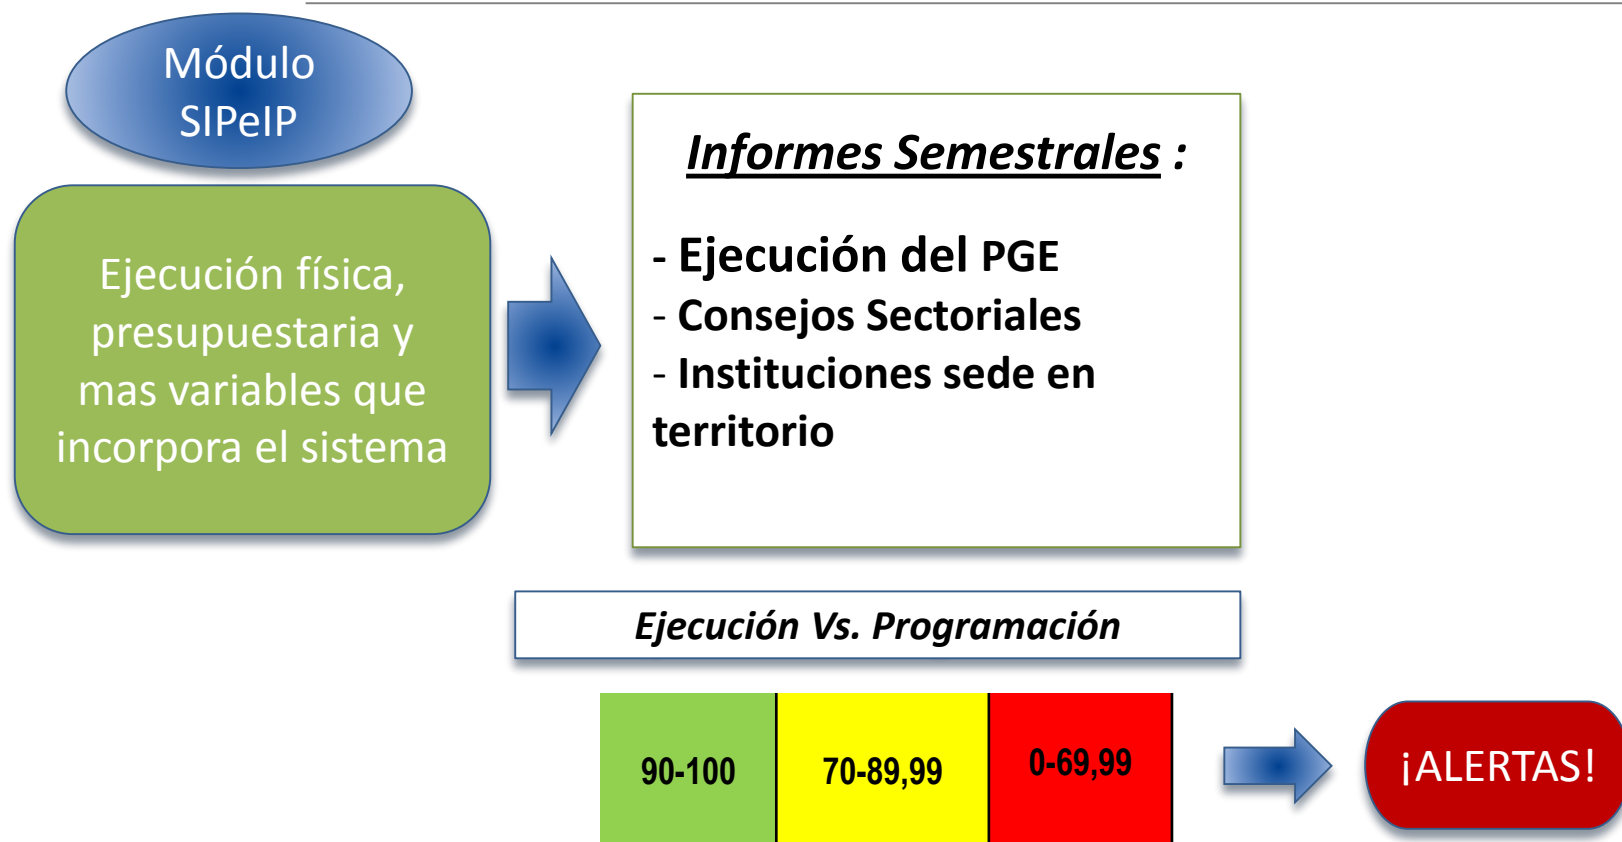 Módulo
SIPeIP
Ejecución física,
presupuestaria y
mas variables que
incorpora el sistema
Informes Semestrales :
- Ejecución del PGE
- Consejos Sectoriales
- Instituciones sede en
territorio
Ejecución Vs. Programación
90-100
70-89,99
0-69,99
¡ALERTAS!